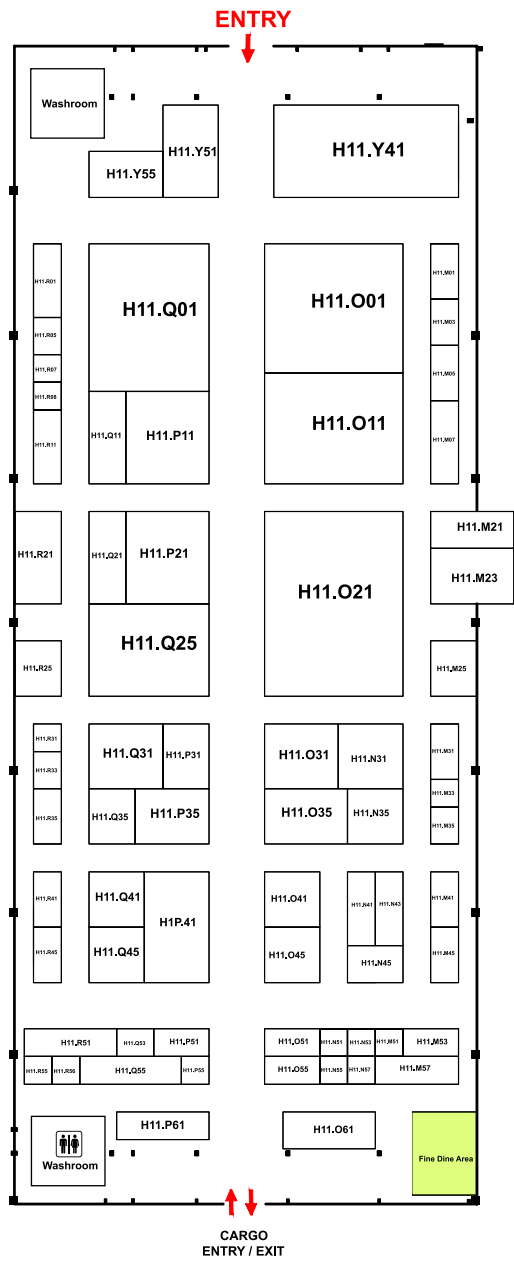 ENTRY
Washroom
H11.Y51
H11.Y55
H11.Y41
H11.R01
H11.Q01
H11.O01
H11.M01
H11.M03
H11.R05
H11.R07
H11.M05
H11.R08
H11.R11
H11.Q11
H11.P11
H11.O11
H11.M07
H11.R21
H11.Q21
H11.P21
H11.O21
H11.M21
H11.M23
H11.Q25
H11.R25
H11.M25
H11.R31
H11.Q31
H11.P31
H11.O31
H11.N31
H11.M31
H11.R33
H11.M33
H11.R35
H11.Q35
H11.P35
H11.O35
H11.N35
H11.M35
H11.R41
H11.Q41
H1P.41
H11.O41
H11.N41
H11.N43
H11.M41
H11.R45
H11.Q45
H11.O45
H11.N45
H11.M45
H11.R51
H11.Q53
H11.P51
H11.O51
H11.N51
H11.N53
H11.M51
H11.M53
H11.R55
H11.R56
H11.Q55
H11.P55
H11.O55
H11.N55
H11.N57
H11.M57
H11.P61
H11.O61
Washroom
Fine Dine Area
CARGO
ENTRY / EXIT